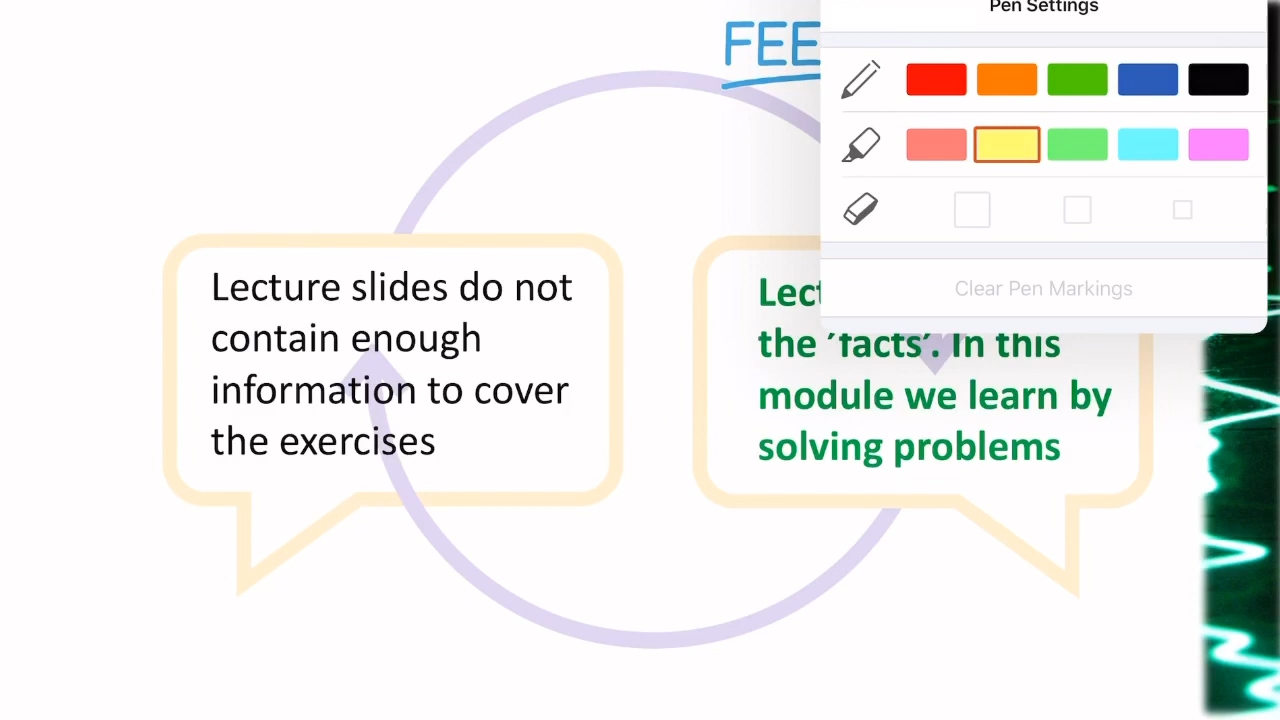 Pen Settings
FEE
Lecture slides do not
contain enough
information to cover
the exercises
Clear Pen Markings
the ’facts’. In this
module we learn by
solving problems